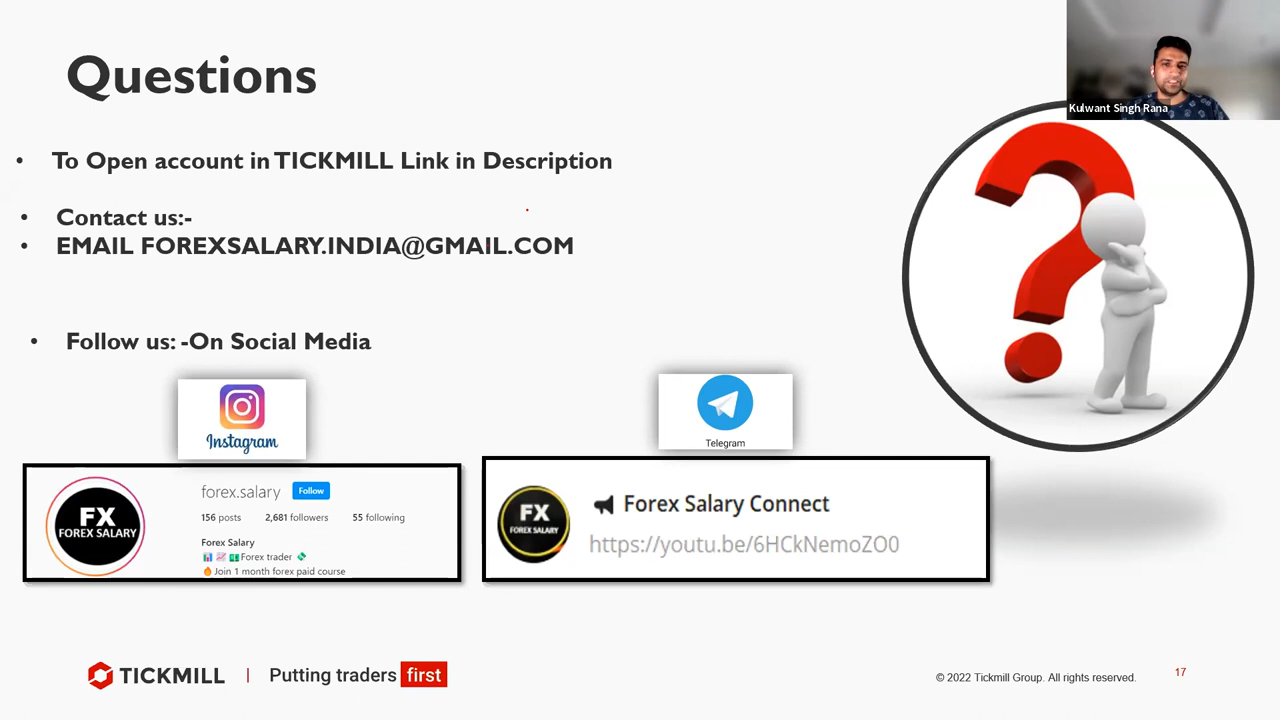 Questions
Kulwant Singh Rana
• To Open account in TICKMILL Link in Description
• Contact us:-
• EMAIL FOREXSALARY.INDIA@GMAIL.COM
• Follow us: -On Social Media
Instagram
Telegram
FX
FOREX SALARY
forex.salary Follow
156 posts 2,681 followers 55 following
Forex Salary
📊 📈 💵Forex trader 💸
🔥Join 1 month forex paid course
FX
FOREX SALARY
Forex Salary Connect
https://youtu.be/6HCkNemoZO0
TICKMILL | Putting traders first
© 2022 Tickmill Group. All rights reserved.
17